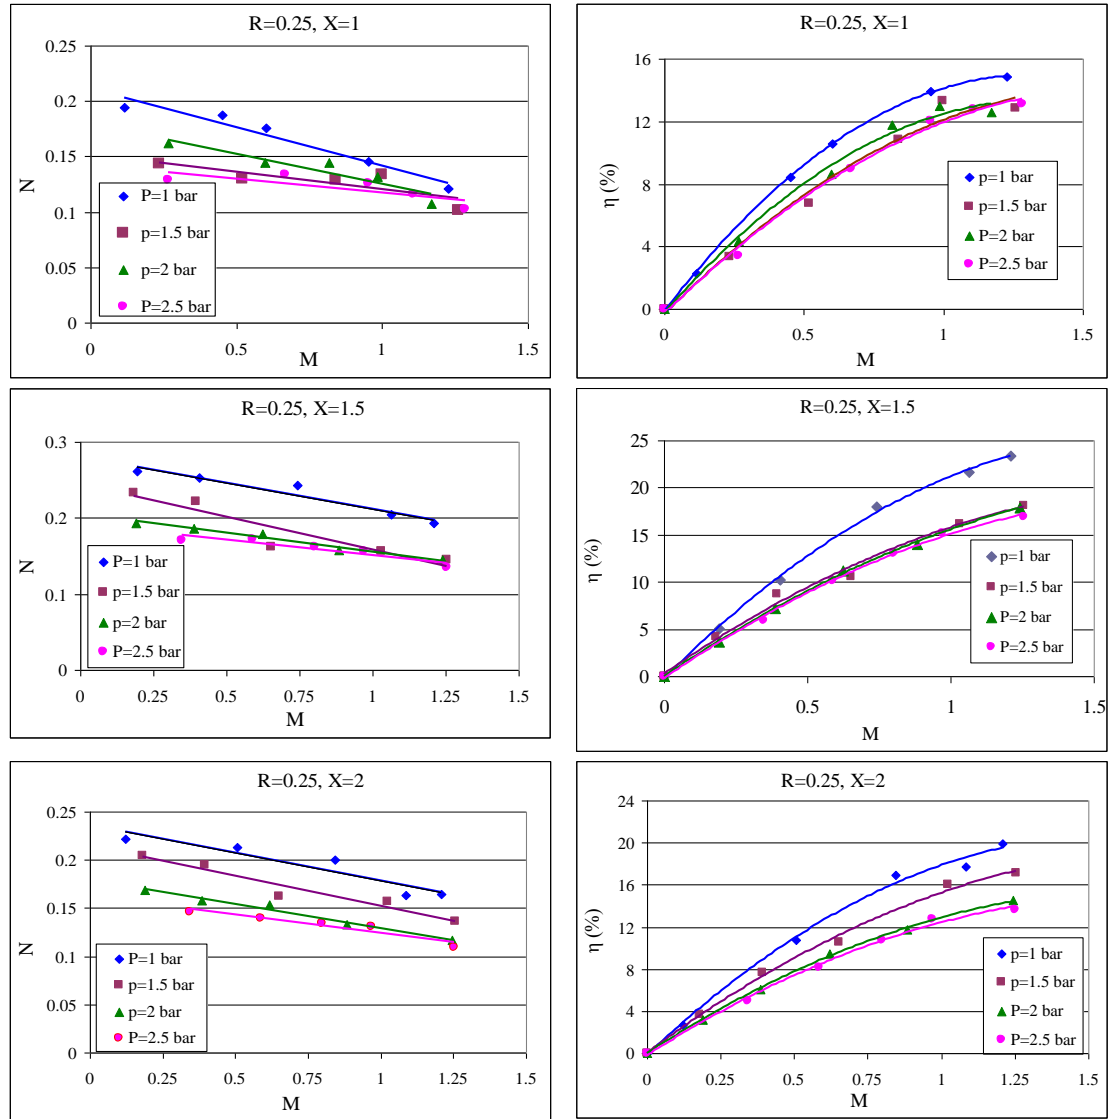 R=0.25, X=1
0.25
0.2
0.15
0.1
0.05
0
N
P=1 bar
p=1.5 bar
p=2 bar
P=2.5 bar
0
0.5
1
1.5
M
R=0.25, X=1
16
12
8
4
0
η (%)
p=1 bar
p=1.5 bar
P=2 bar
P=2.5 bar
0
0.5
1
1.5
M
R=0.25, X=1.5
0.3
0.2
0.1
0
N
P=1 bar
p=1.5 bar
p=2 bar
P=2.5 bar
0
0.25
0.5
0.75
1
1.25
1.5
M
R=0.25, X=1.5
25
20
15
10
5
0
η (%)
p=1 bar
p=1.5 bar
P=2 bar
P=2.5 bar
0
0.5
1
1.5
M
R=0.25, X=2
0.25
0.2
0.15
0.1
0.05
0
N
P=1 bar
p=1.5 bar
p=2 bar
P=2.5 bar
0
0.25
0.5
0.75
1
1.25
1.5
M
R=0.25, X=2
24
20
16
12
8
4
0
η (%)
p=1 bar
p=1.5 bar
P=2 bar
P=2.5 bar
0
0.25
0.5
0.75
1
1.25
1.5
M